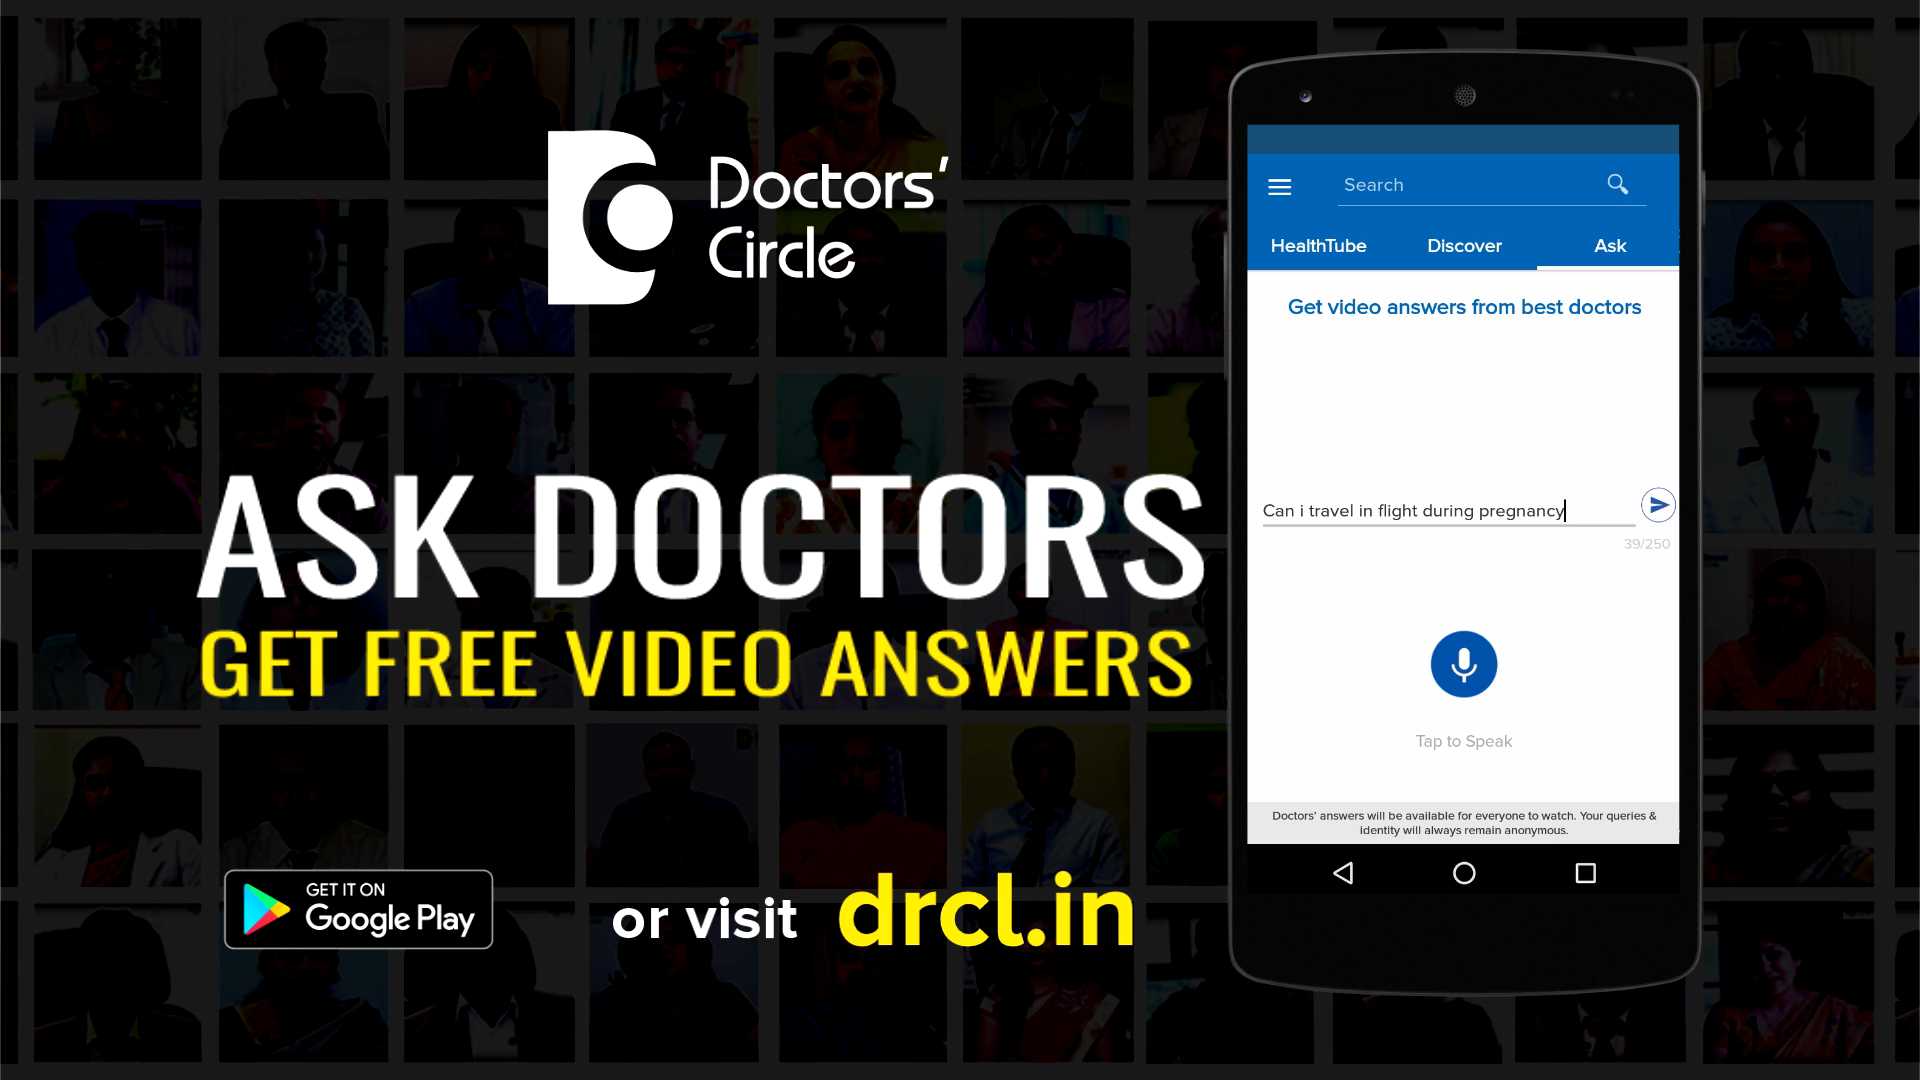 Doctors'
Circle
ASK DOCTORS
GET FREE VIDEO ANSWERS
GET IT ON
Google Play
or visit drcl.in
Search
HealthTube Discover Ask
Get video answers from best doctors
Can i travel in flight during pregnancy
39/250
Tap to Speak
Doctors' answers will be available for everyone to watch. Your queries &
identity will always remain anonymous.